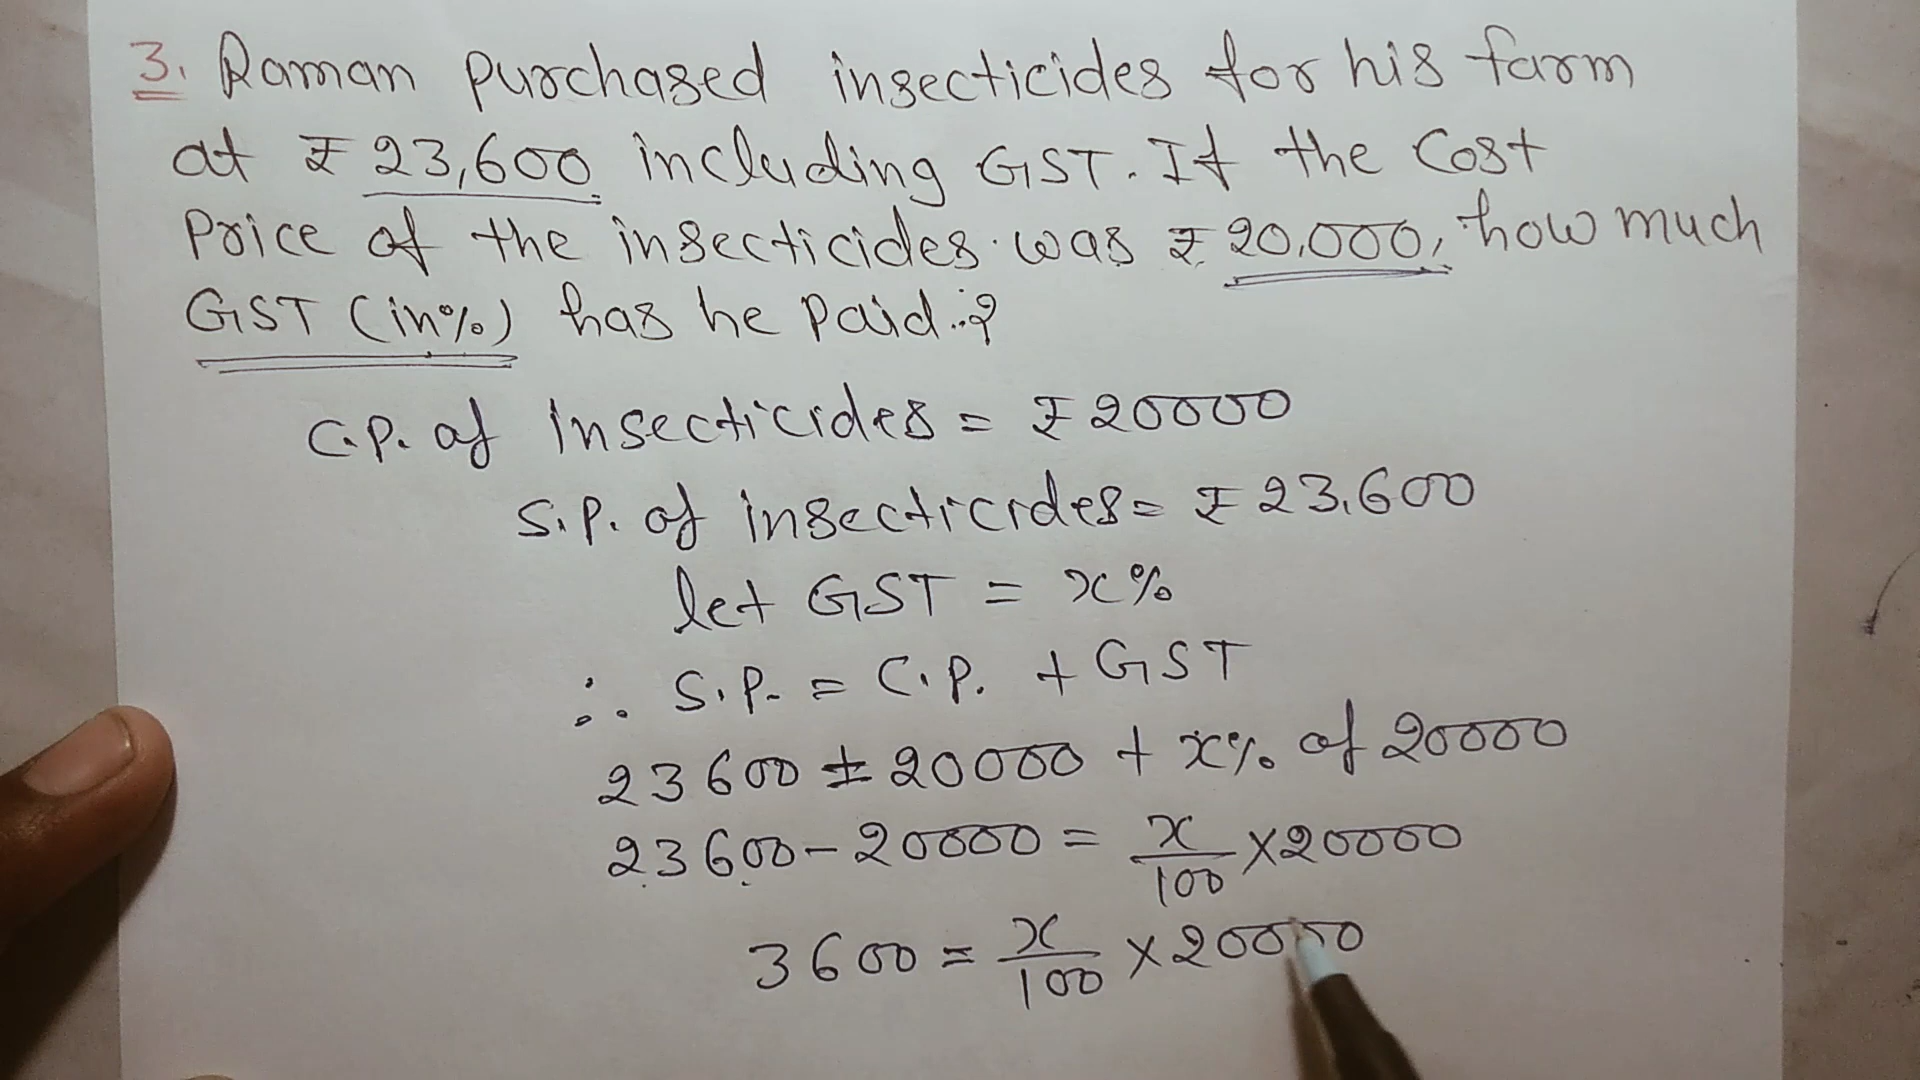 3. Raman purchased insecticides for his farm
at ₹ 23,600 including GST. If the Cost
Price of the insecticides was ₹ 20,000, how much
GST (in%) has he paid..?
C.P. of insecticides = ₹ 20000
S.P. of insecticides = ₹ 23,600
let GST = x%
∴ S.P. = C.P. + GST
23600 = 20000 + x% of 20000
23600 - 20000 = x/100 × 20000
3600 = x/100 × 20000